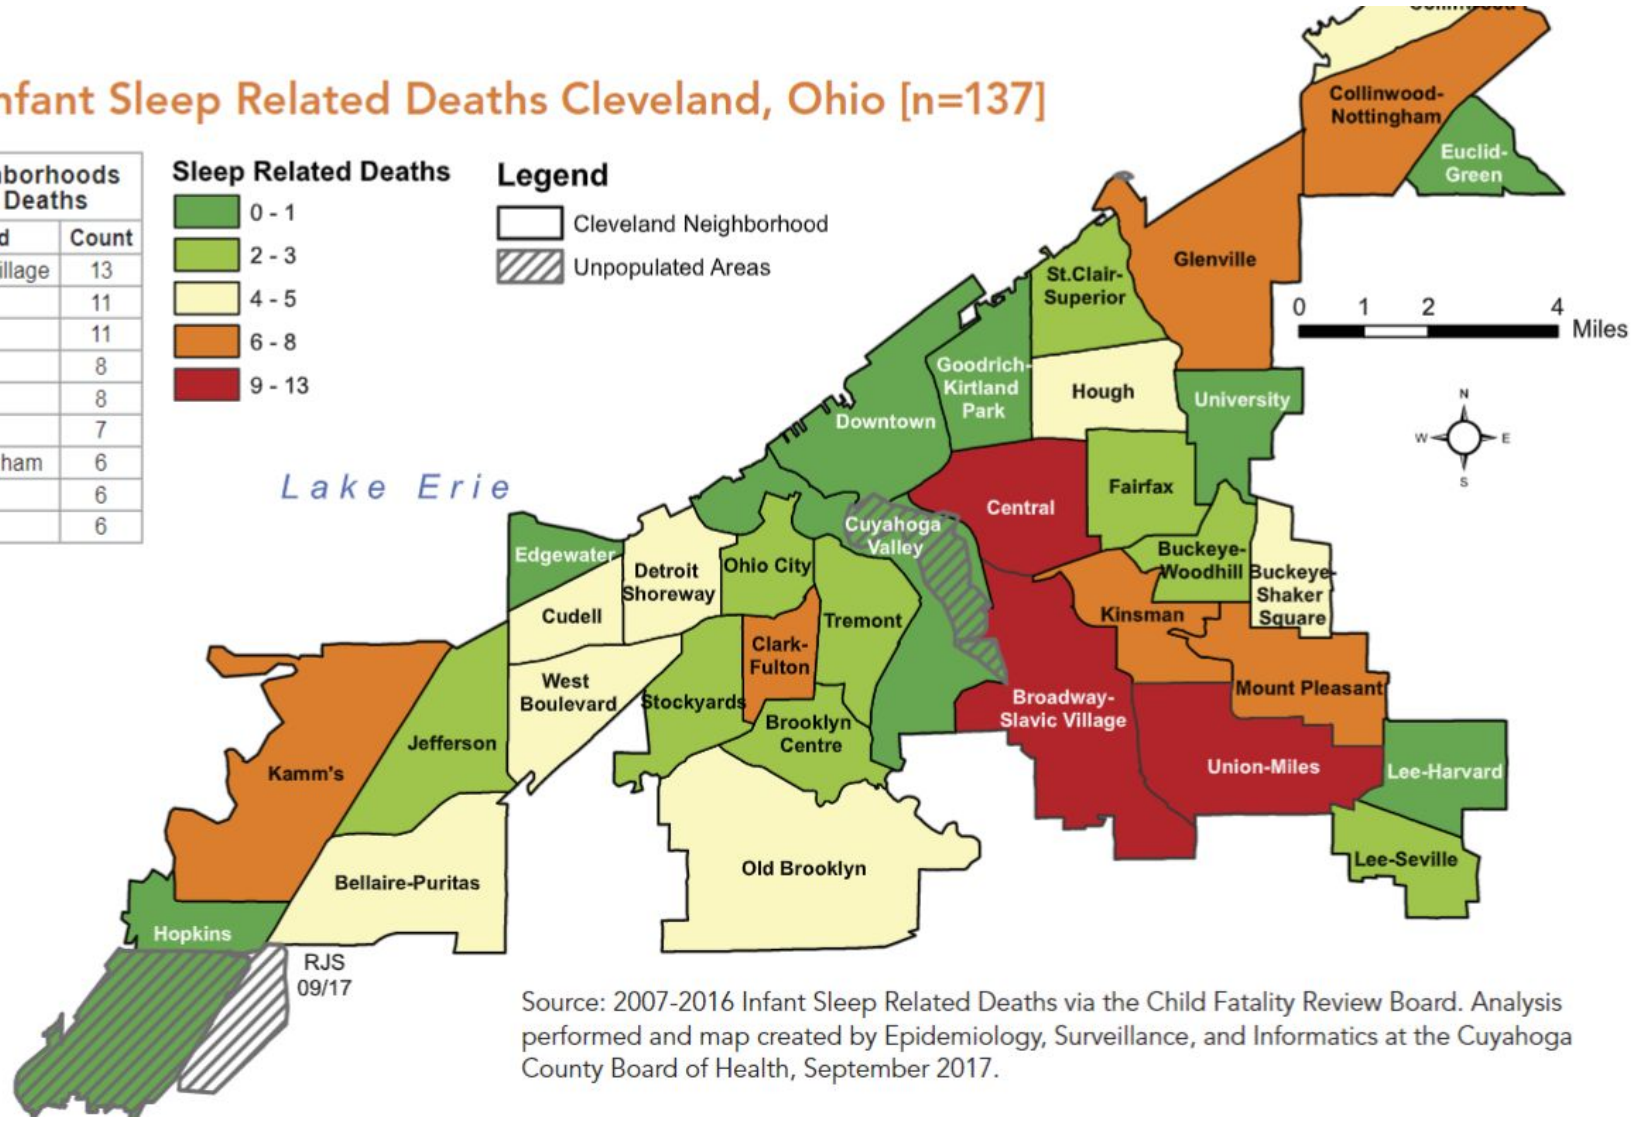 nfant Sleep Related Deaths Cleveland, Ohio [n=137]
borhoods
Deaths
d Count
illage 13
11
11
8
8
7
ham 6
6
6
Sleep Related Deaths
0 - 1
2 - 3
4 - 5
6 - 8
9 - 13
Legend
Cleveland Neighborhood
Unpopulated Areas
Lake Erie
Collinwood-
Nottingham
Euclid-
Green
Glenville
St.Clair-
Superior
0 1 2 4 Miles
Goodrich-
Kirtland
Park
Hough
University
Downtown
N
W E
S
Central
Fairfax
Cuyahoga
Valley
Edgewater
Detroit
Shoreway
Ohio City
Buckeye-
Woodhill
Buckeye-
Shaker
Square
Cudell
Tremont
Kinsman
Clark-
Fulton
West
Boulevard
Stockyards
Broadway-
Slavic Village
Mount Pleasant
Brooklyn
Centre
Jefferson
Kamm's
Union-Miles
Lee-Harvard
Lee-Seville
Old Brooklyn
Bellaire-Puritas
Hopkins
RJS
09/17
Source: 2007-2016 Infant Sleep Related Deaths via the Child Fatality Review Board. Analysis
performed and map created by Epidemiology, Surveillance, and Informatics at the Cuyahoga
County Board of Health, September 2017.